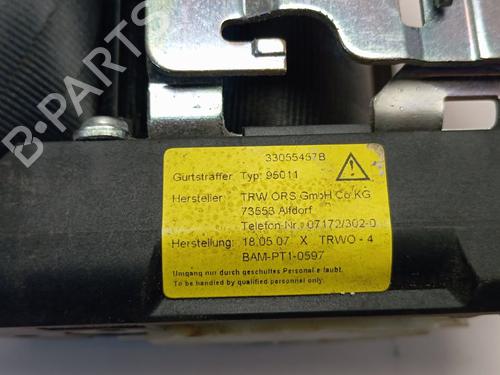 B-PARTS
33055457B
Gurtstraffer Typ: 95011
Hersteller: TRW ORS GmbH Co.KG
73553 Alfdorf
Telefon-Nr.: 07172/302-0
Herstellung: 18.05.07 X TRWO - 4
BAM-PT1-0597
Umgang nur durch geschultes Personal erlaubt.
To be handled by qualified personnel only.